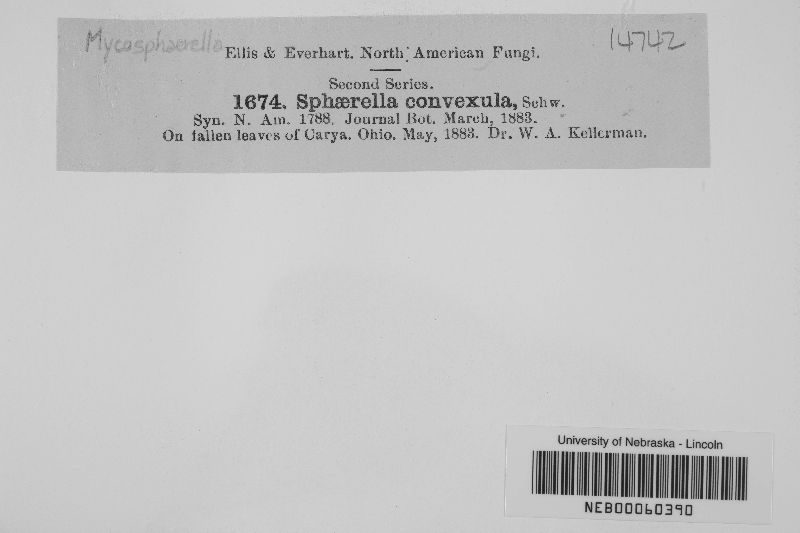 Mycosphaerella
14742
Ellis & Everhart. North American Fungi.
Second Series.
1674. Sphærella convexula, Schw.
Syn. N. Am. 1788. Journal Bot. March, 1883.
On fallen leaves of Carya. Ohio. May, 1883. Dr. W. A. Kellerman.
University of Nebraska - Lincoln
NEB00060390